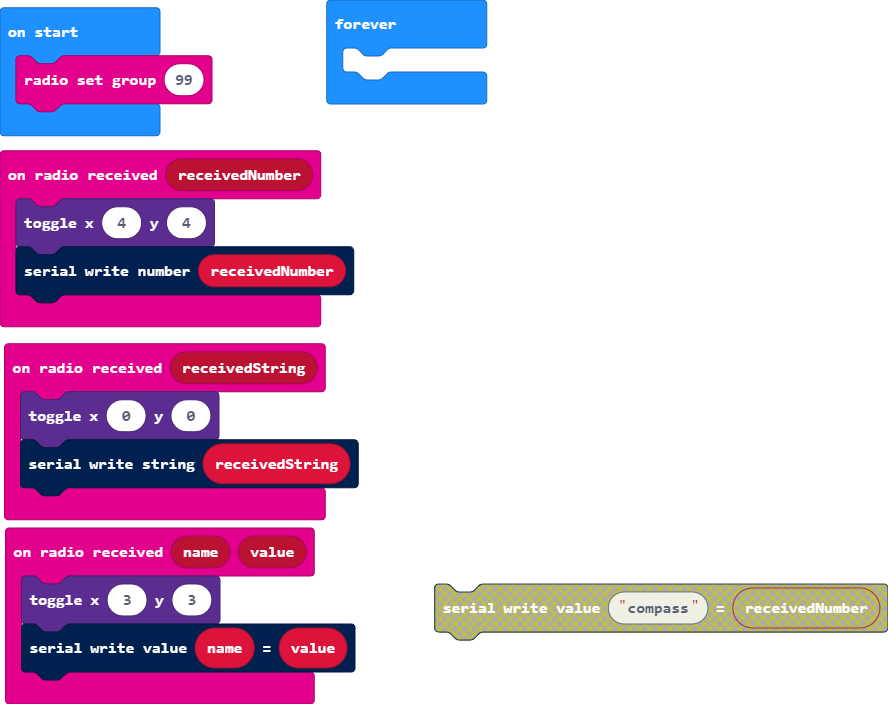 on start
radio set group 99
forever
on radio received receivedNumber
toggle x 4 y 4
serial write number receivedNumber
on radio received receivedString
toggle x 0 y 0
serial write string receivedString
on radio received name value
toggle x 3 y 3
serial write value name = value
serial write value "compass" = receivedNumber